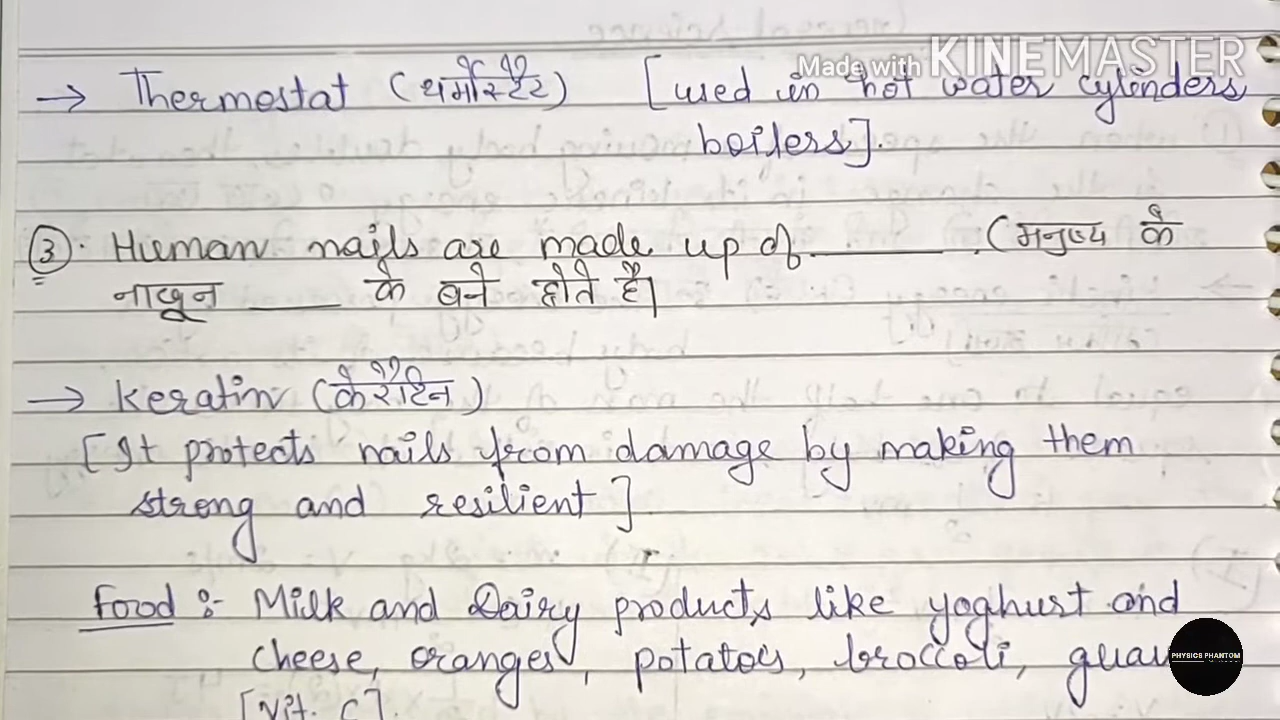 Made with KINEMASTER
→ Thermostat (थर्मोस्टेट) [used in hot water cylinders
boilers].
③. Human nails are made up of ______ . (मनुष्य के
नाखून ____ के बने होते हैं।
→ Keratin (केराटिन)
[It protects nails from damage by making them
strong and resilient]
Food :- Milk and Dairy products like yoghurt and
cheese, oranges, potatoes, broccoli,
[Vit. C].
PHYSICS PHANTOM